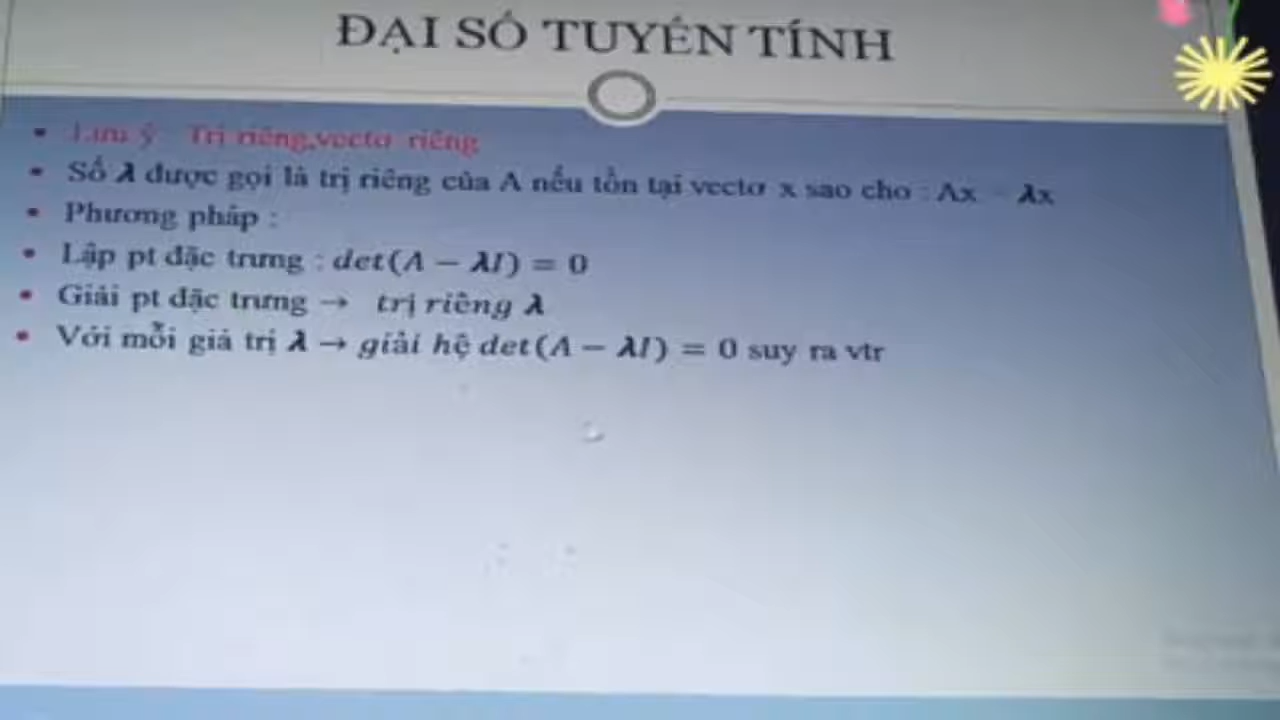 ĐẠI SỐ TUYẾN TÍNH
Lưu ý Trị riêng,vectơ riêng
Số λ được gọi là trị riêng của A nếu tồn tại vectơ x sao cho : Ax = λx
Phương pháp :
Lập pt đặc trưng : det(A − λI) = 0
Giải pt đặc trưng → trị riêng λ
Với mỗi giá trị λ → giải hệ det(A − λI) = 0 suy ra vtr